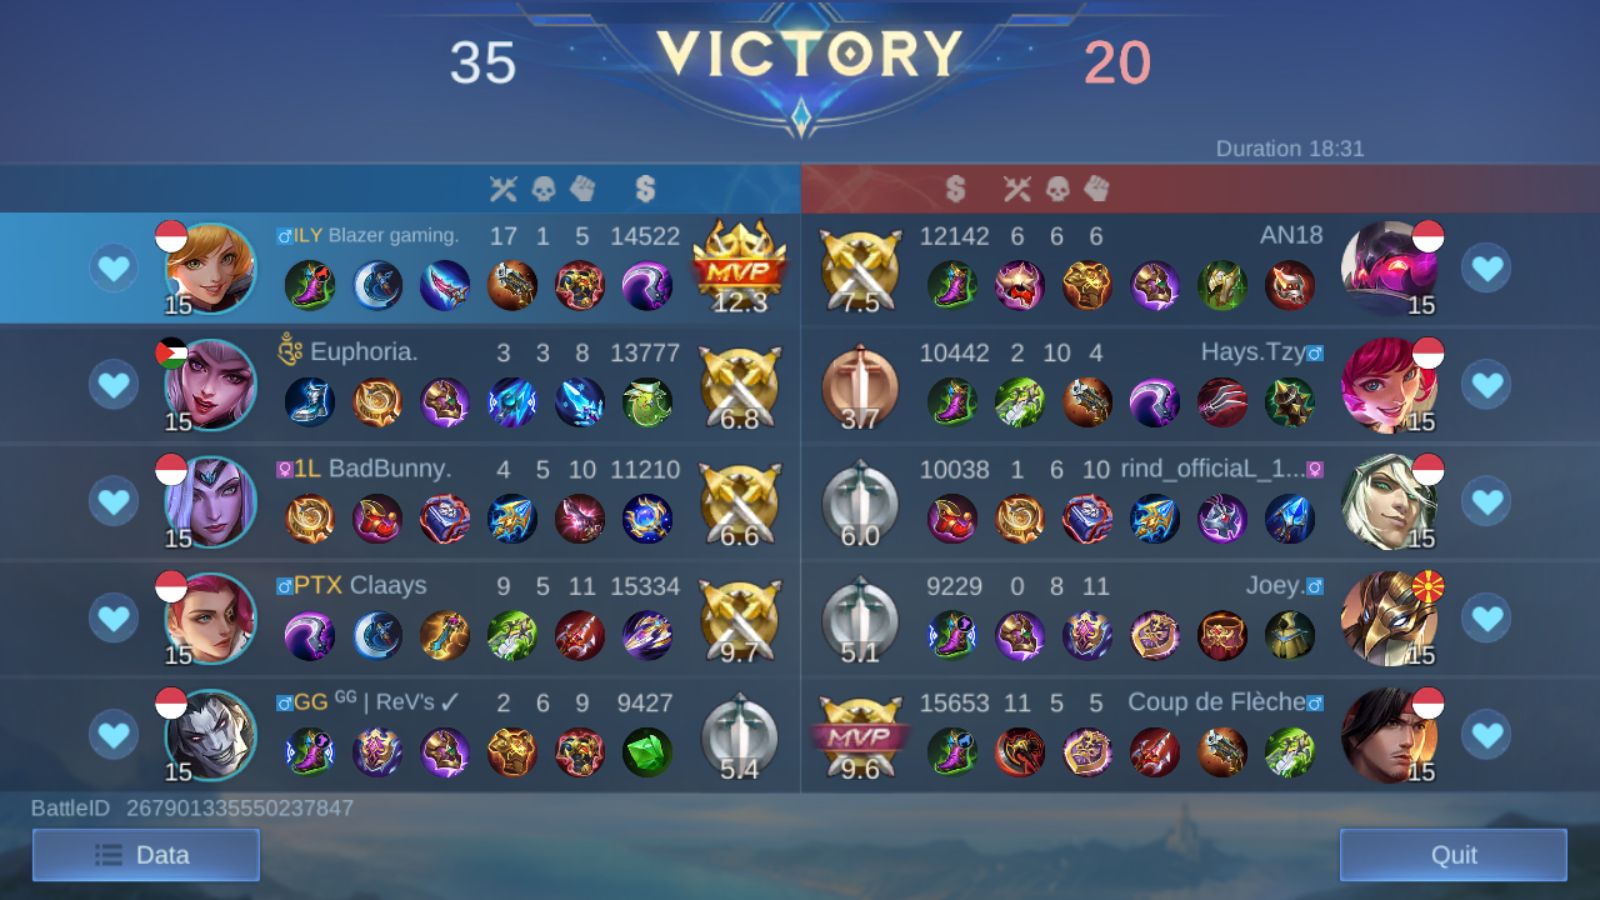 35 VICTORY 20
Duration 18:31
ILY Blazer gaming. 17 1 5 14522 MVP 12.3 15
7.5 12142 6 6 6 AN18 15
Euphoria. 3 3 8 13777 6.8 15
3.7 10442 2 10 4 Hays.Tzy 15
1L BadBunny. 4 5 10 11210 6.6 15
6.0 10038 1 6 10 rind_officiaL_1... 15
PTX Claays 9 5 11 15334 9.7 15
5.1 9229 0 8 11 Joey. 15
GG ᴳᴳ | ReV's ✓ 2 6 9 9427 5.4 15
MVP 9.6 15653 11 5 5 Coup de Flèche 15
BattleID 267901335550237847
Data
Quit